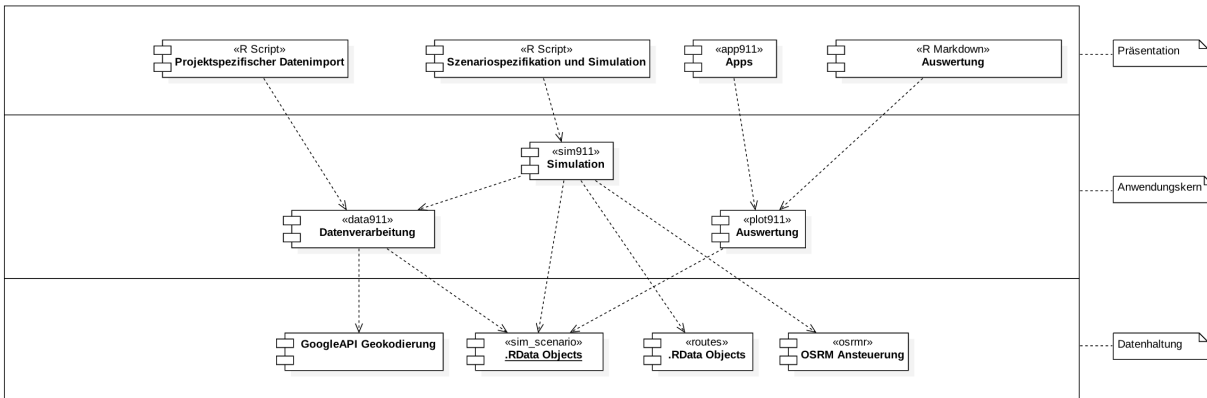 «R Script»
Projektspezifischer Datenimport
«R Script»
Szenariospezifikation und Simulation
«app911»
Apps
«R Markdown»
Auswertung
Präsentation
«sim911»
Simulation
Anwendungskern
«data911»
Datenverarbeitung
«plot911»
Auswertung
GoogleAPI Geokodierung
«sim_scenario»
.RData Objects
«routes»
.RData Objects
«osrmr»
OSRM Ansteuerung
Datenhaltung